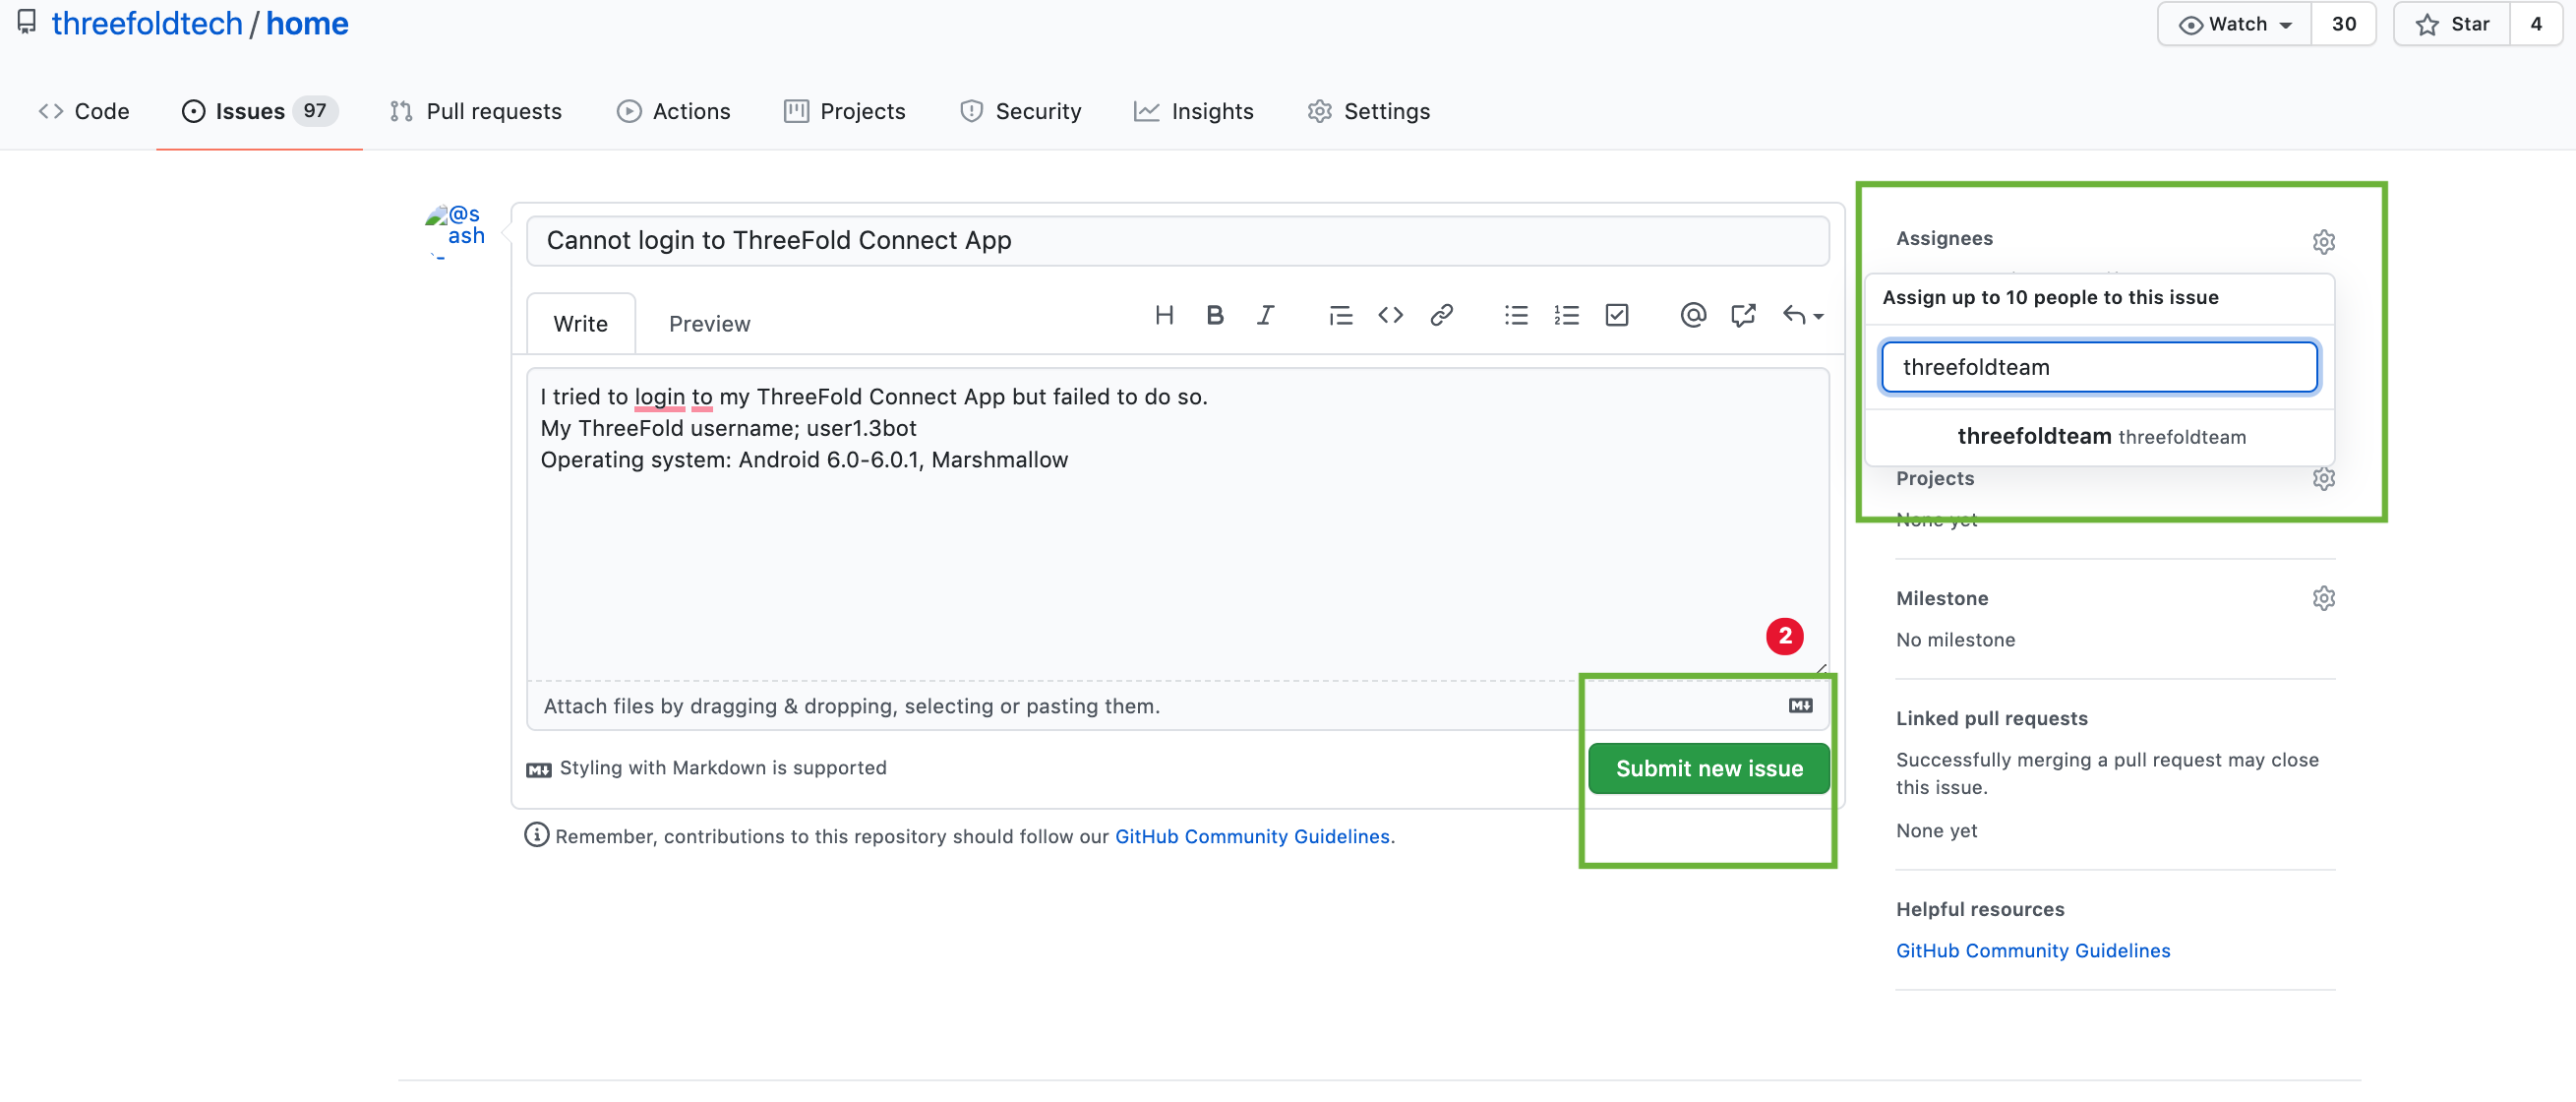 threefoldtech / home
Watch 30 Star 4
Code Issues 97 Pull requests Actions Projects Security Insights Settings
@s
ash
Cannot login to ThreeFold Connect App
Write Preview
I tried to login to my ThreeFold Connect App but failed to do so.
My ThreeFold username; user1.3bot
Operating system: Android 6.0-6.0.1, Marshmallow
2
Attach files by dragging & dropping, selecting or pasting them.
Styling with Markdown is supported
Submit new issue
Remember, contributions to this repository should follow our GitHub Community Guidelines.
Assignees
Assign up to 10 people to this issue
threefoldteam
threefoldteam threefoldteam
Projects
None yet
Milestone
No milestone
Linked pull requests
Successfully merging a pull request may close
this issue.
None yet
Helpful resources
GitHub Community Guidelines